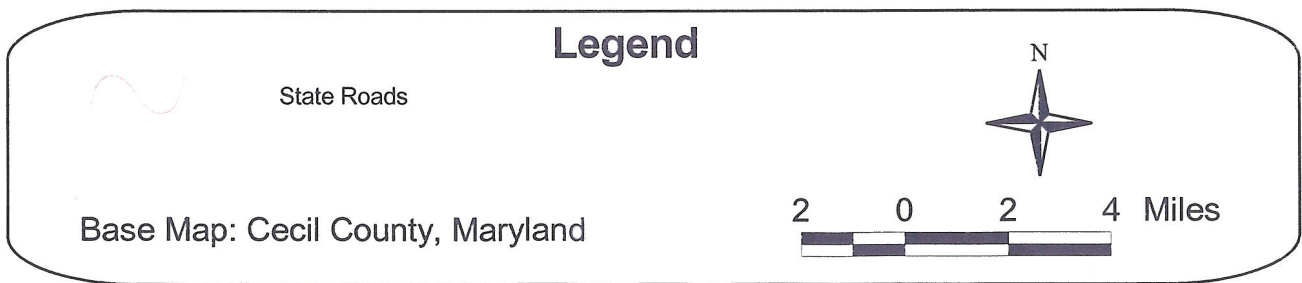 Legend
N
State Roads
2 0 2 4 Miles
Base Map: Cecil County, Maryland